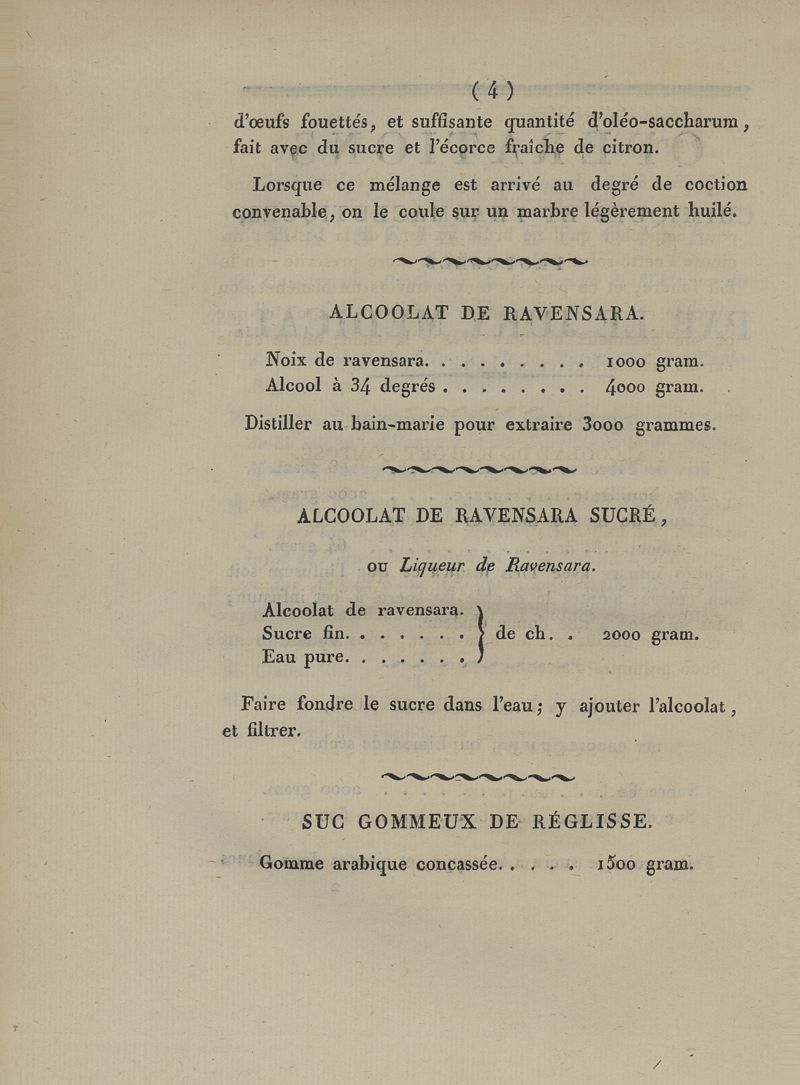 ( 4 )
d'œufs fouettés, et suffisante quantité d'oléo-saccharum,
fait avec du sucre et l'écorce fraîche de citron.
Lorsque ce mélange est arrivé au degré de coction
convenable, on le coule sur un marbre légèrement huilé.
ALCOOLAT DE RAVENSARA.
Noix de ravensara. . . . . . . . . 1000 gram.
Alcool à 34 degrés . . . . . . . . 4000 gram.
Distiller au bain-marie pour extraire 3000 grammes.
ALCOOLAT DE RAVENSARA SUCRÉ,
ou Liqueur de Ravensara.
Alcoolat de ravensara.
Sucre fin. . . . . . . } de ch. . 2000 gram.
Eau pure. . . . . . .
Faire fondre le sucre dans l'eau; y ajouter l'alcoolat,
et filtrer.
SUC GOMMEUX DE RÉGLISSE.
Gomme arabique concassée. . . . . 1500 gram.